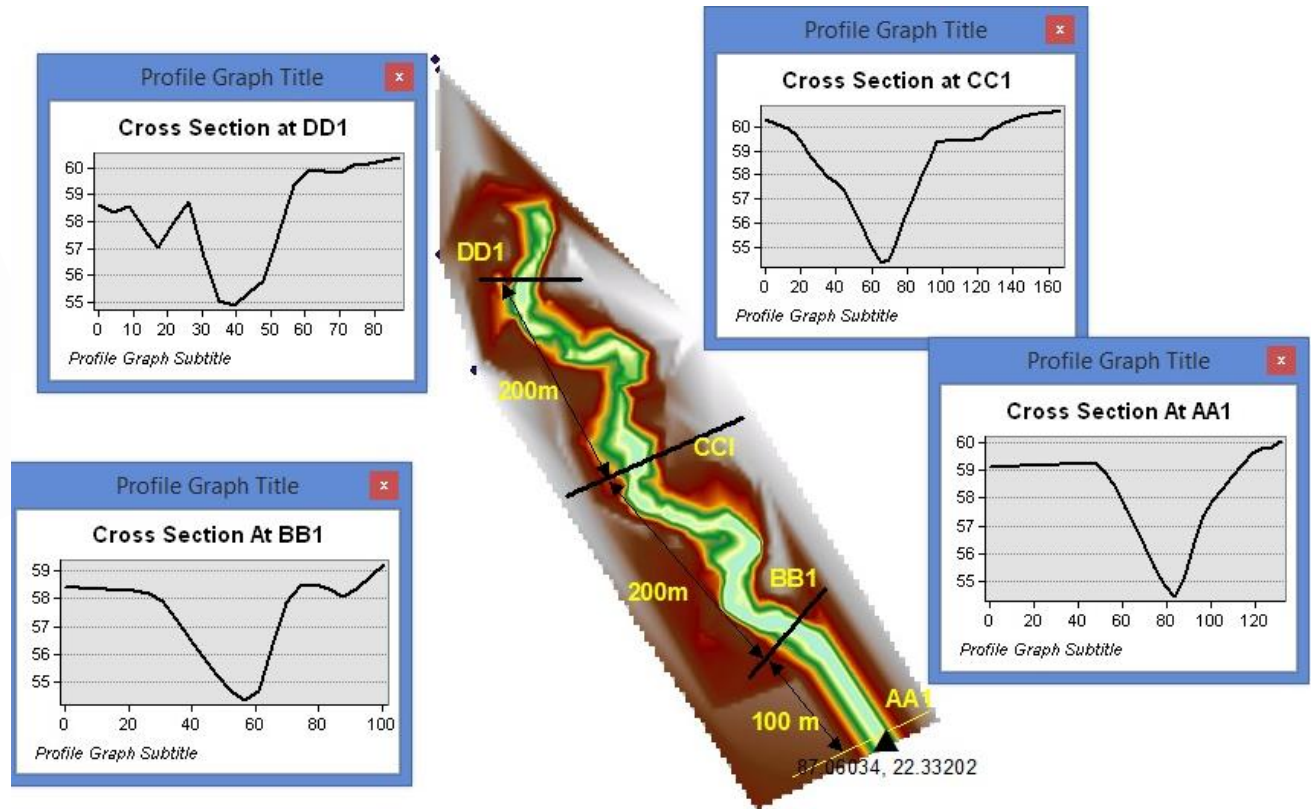 Profile Graph Title
x
Cross Section at DD1
60
59
58
57
56
55
0 10 20 30 40 50 60 70 80
Profile Graph Subtitle
Profile Graph Title
x
Cross Section at CC1
60
59
58
57
56
55
0 20 40 60 80 100 120 140 160
Profile Graph Subtitle
Profile Graph Title
x
Cross Section At AA1
60
59
58
57
56
55
0 20 40 60 80 100 120
Profile Graph Subtitle
Profile Graph Title
x
Cross Section At BB1
59
58
57
56
55
0 20 40 60 80 100
Profile Graph Subtitle
DD1
200m
CCI
200m
BB1
100 m
AA1
87.06034, 22.33202